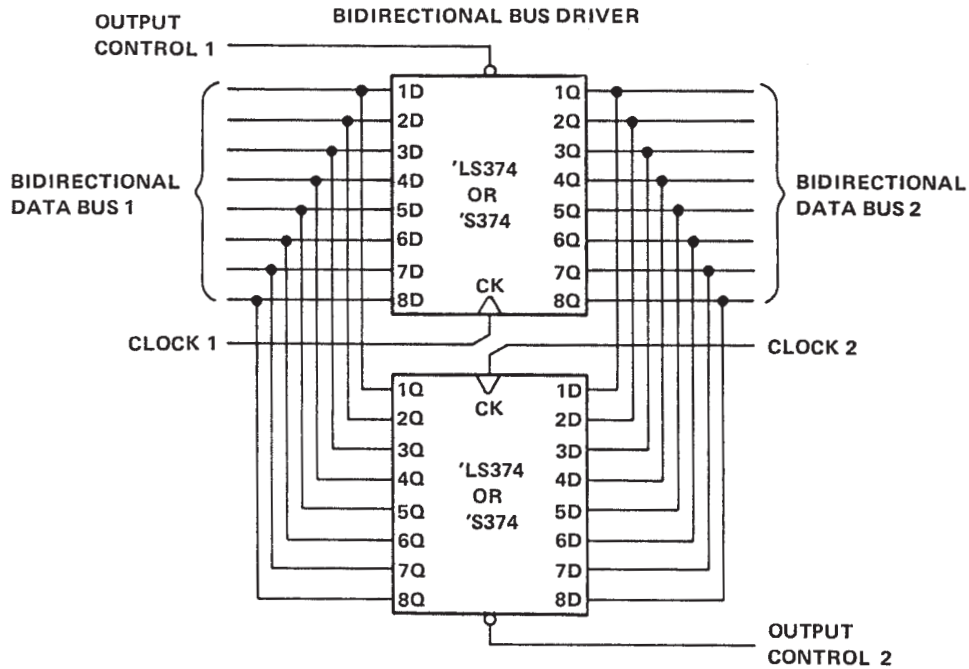 BIDIRECTIONAL BUS DRIVER
OUTPUT
CONTROL 1
1D 1Q
2D 2Q
3D 3Q
4D 4Q
5D 5Q
6D 6Q
7D 7Q
8D 8Q
'LS374
OR
'S374
CK
BIDIRECTIONAL
DATA BUS 1
BIDIRECTIONAL
DATA BUS 2
CLOCK 1
CLOCK 2
CK
1Q 1D
2Q 2D
3Q 3D
4Q 4D
5Q 5D
6Q 6D
7Q 7D
8Q 8D
'LS374
OR
'S374
OUTPUT
CONTROL 2